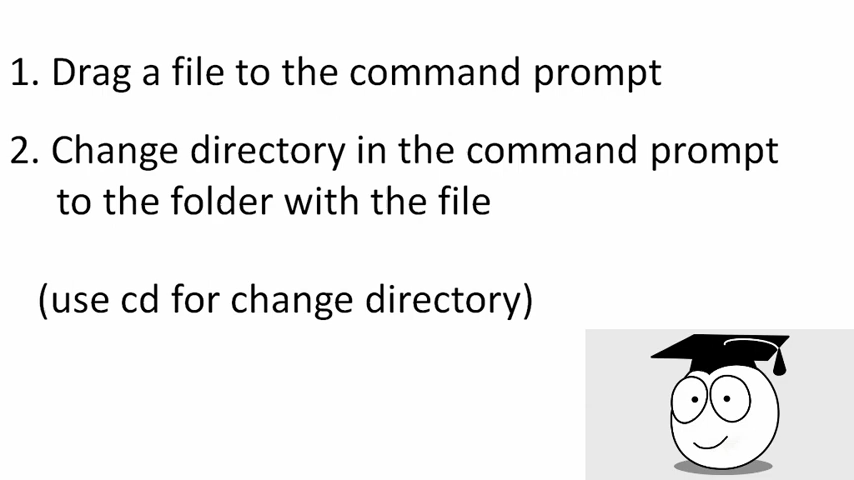 1. Drag a file to the command prompt
2. Change directory in the command prompt
to the folder with the file
(use cd for change directory)